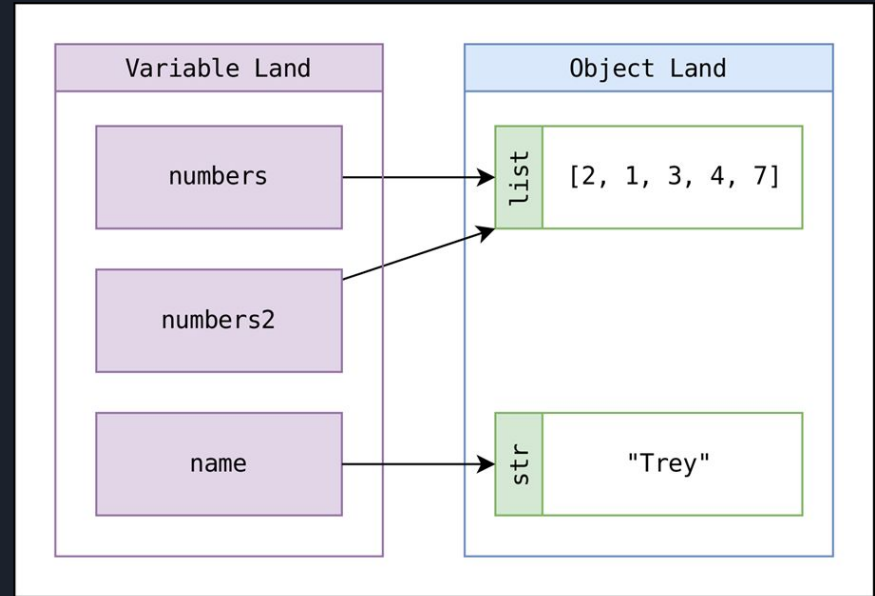 Variable Land
numbers
numbers2
name
Object Land
list
[2, 1, 3, 4, 7]
str
"Trey"